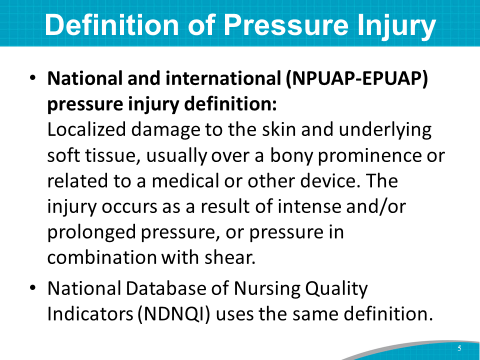 Definition of Pressure Injury
• National and international (NPUAP-EPUAP)
pressure injury definition:
Localized damage to the skin and underlying
soft tissue, usually over a bony prominence or
related to a medical or other device. The
injury occurs as a result of intense and/or
prolonged pressure, or pressure in
combination with shear.
• National Database of Nursing Quality
Indicators (NDNQI) uses the same definition.
5